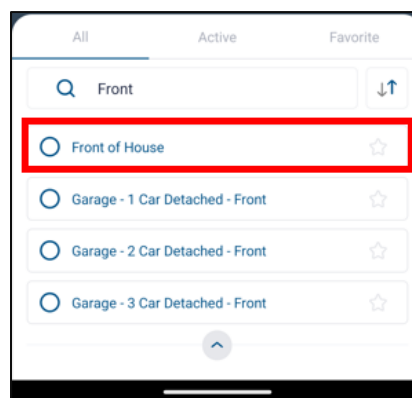 All Active Favorite
Front
Front of House
Garage - 1 Car Detached - Front
Garage - 2 Car Detached - Front
Garage - 3 Car Detached - Front